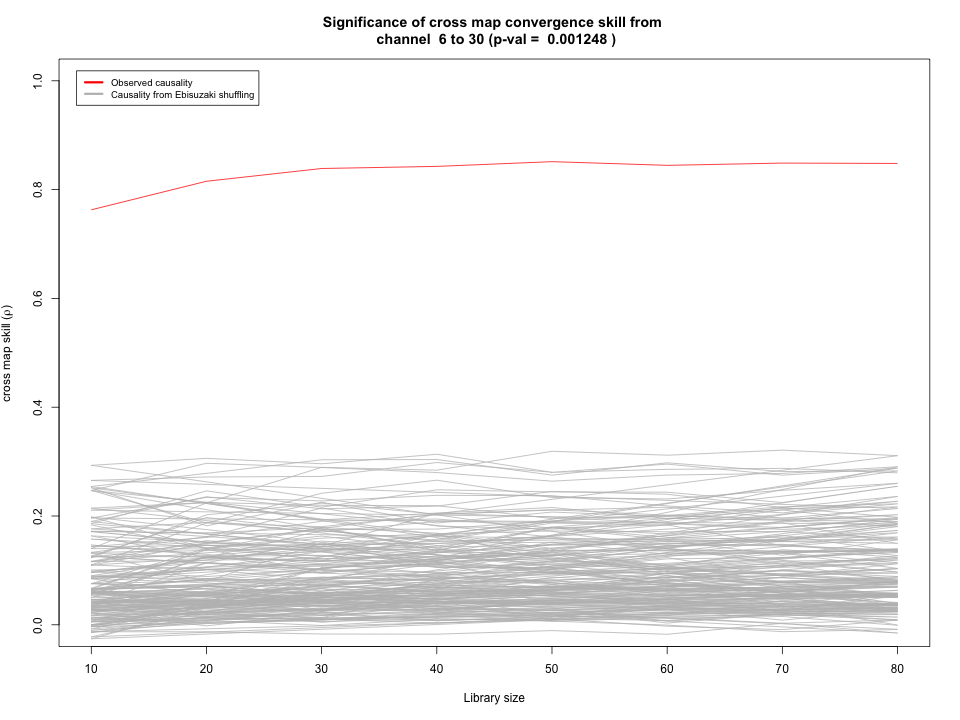 Significance of cross map convergence skill from
channel  6 to 30 (p-val =  0.001248 )
Observed causality
Causality from Ebisuzaki shuffling
cross map skill (ρ)
1.0
0.8
0.6
0.4
0.2
0.0
10 20 30 40 50 60 70 80
Library size